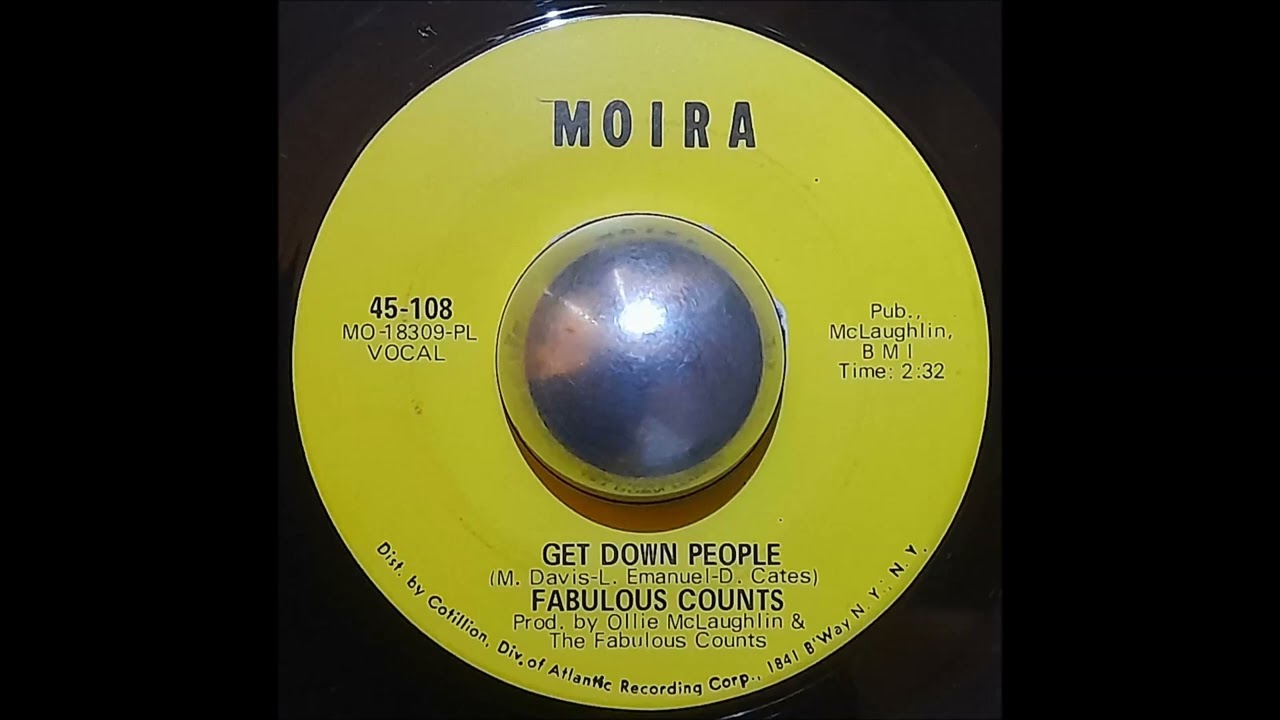 MOIRA
45-108
MO-18309-PL
VOCAL
Pub.,
McLaughlin,
B M I
Time: 2:32
GET DOWN PEOPLE
(M. Davis-L. Emanuel-D. Cates)
FABULOUS COUNTS
Prod. by Ollie McLaughlin &
The Fabulous Counts
Dist. by Cotillion, Div. of Atlantic Recording Corp., 1841 B'Way N. Y., N. Y.